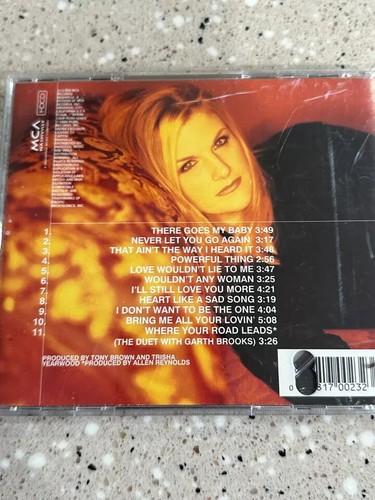 MCA
NASHVILLE
HDCD
1. THERE GOES MY BABY 3:49
2. NEVER LET YOU GO AGAIN 3:17
3. THAT AIN'T THE WAY I HEARD IT 3:48
4. POWERFUL THING 2:56
5. LOVE WOULDN'T LIE TO ME 3:47
6. WOULDN'T ANY WOMAN 3:25
7. I'LL STILL LOVE YOU MORE 4:21
8. HEART LIKE A SAD SONG 3:19
9. I DON'T WANT TO BE THE ONE 4:04
10. BRING ME ALL YOUR LOVIN' 5:08
11. WHERE YOUR ROAD LEADS*
(THE DUET WITH GARTH BROOKS) 3:26
PRODUCED BY TONY BROWN AND TRISHA
YEARWOOD *PRODUCED BY ALLEN REYNOLDS
0 317 00232